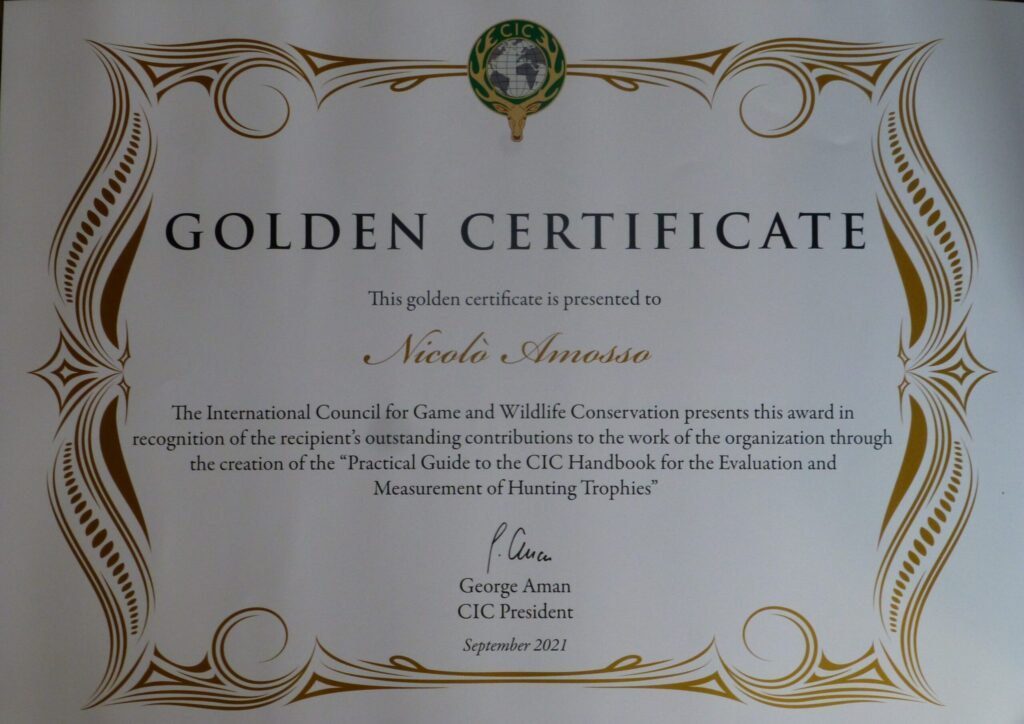 CIC
GOLDEN CERTIFICATE
This golden certificate is presented to
Nicolò Amosso
The International Council for Game and Wildlife Conservation presents this award in
recognition of the recipient's outstanding contributions to the work of the organization through
the creation of the “Practical Guide to the CIC Handbook for the Evaluation and
Measurement of Hunting Trophies”
G. Aman
George Aman
CIC President
September 2021